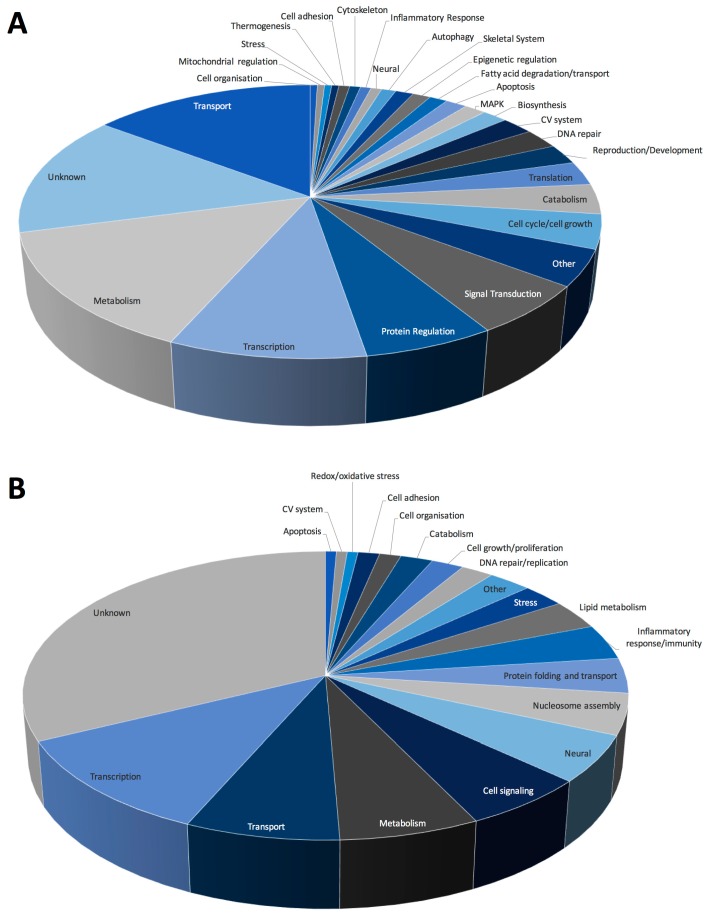 A
Cytoskeleton
Cell adhesion
Inflammatory Response
Thermogenesis
Autophagy
Skeletal System
Stress
Epigenetic regulation
Mitochondrial regulation
Neural
Fatty acid degradation/transport
Cell organisation
Apoptosis
Transport
MAPK
Biosynthesis
CV system
DNA repair
Reproduction/Development
Unknown
Translation
Catabolism
Cell cycle/cell growth
Other
Signal Transduction
Metabolism
Protein Regulation
Transcription
B
Redox/oxidative stress
Cell adhesion
CV system
Cell organisation
Apoptosis
Catabolism
Cell growth/proliferation
DNA repair/replication
Other
Stress
Unknown
Lipid metabolism
Inflammatory
response/immunity
Protein folding and transport
Nucleosome assembly
Neural
Transcription
Cell signaling
Transport
Metabolism